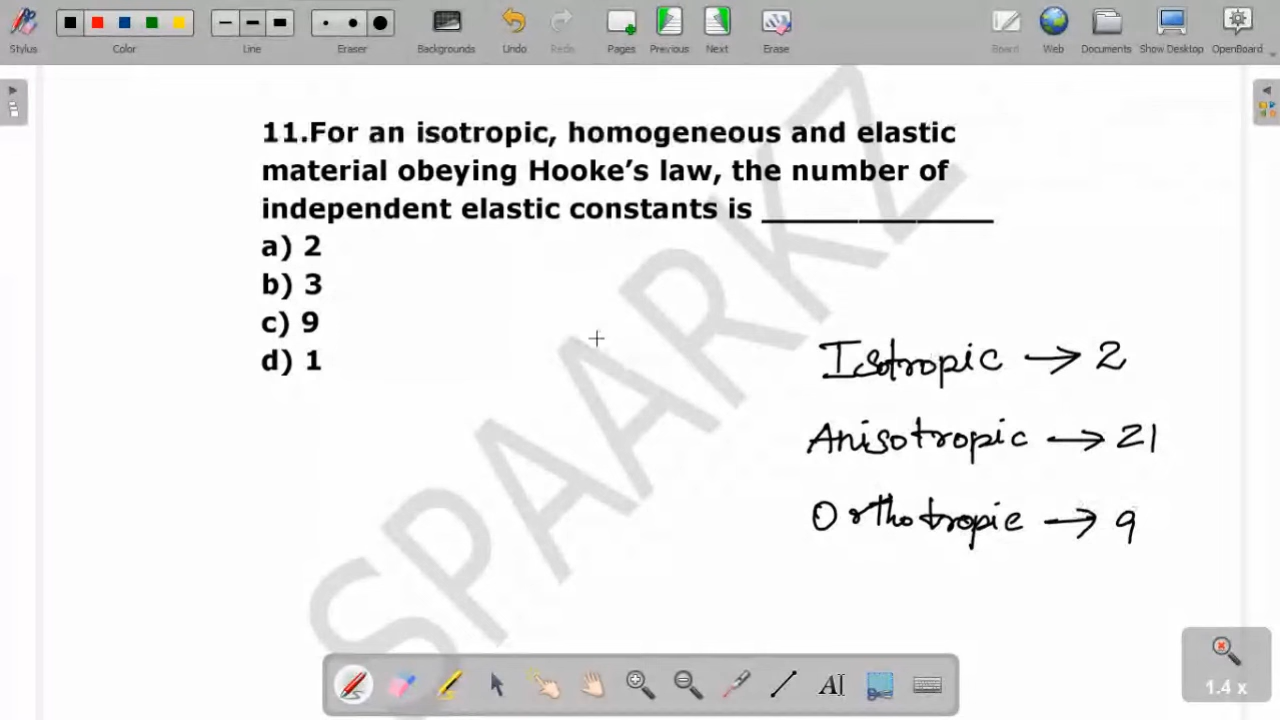 Stylus
Color
Line
Eraser
Backgrounds
Undo
Redo
Pages
Previous
Next
Erase
Board
Web
Documents
Show Desktop
OpenBoard
11.For an isotropic, homogeneous and elastic
material obeying Hooke’s law, the number of
independent elastic constants is ______________
a) 2
b) 3
c) 9
d) 1
Isotropic → 2
Anisotropic → 21
Orthotropic → 9
SPAARKZ
1.4 x